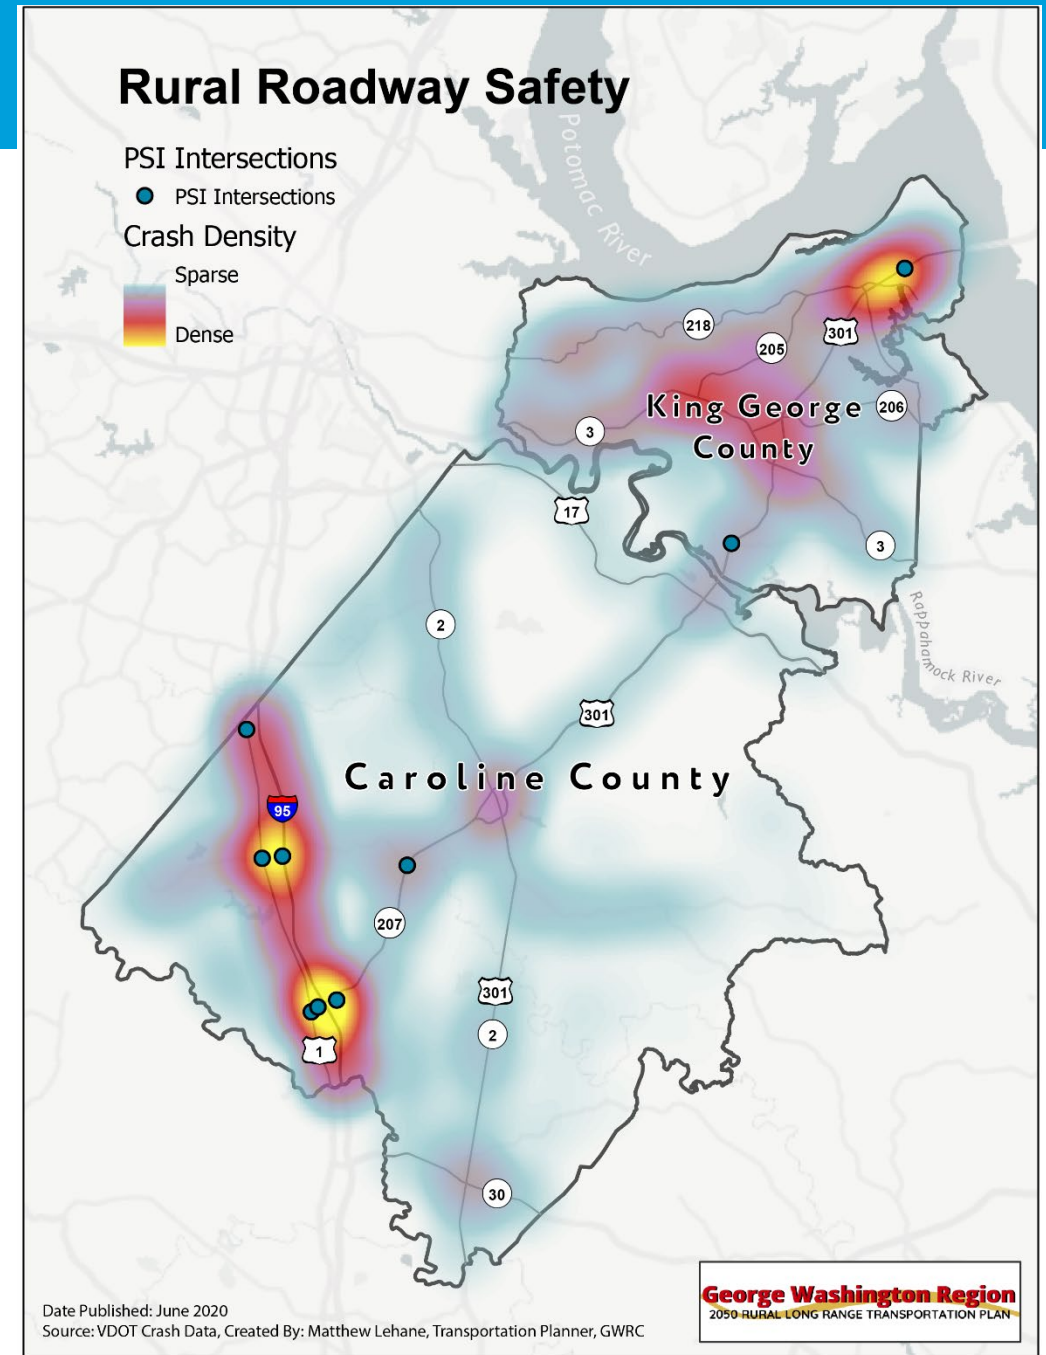 Rural Roadway Safety
PSI Intersections
PSI Intersections
Crash Density
Sparse
Dense
Potomac River
218
205
301
King George
County
206
3
17
3
Rappahannock River
2
301
Caroline County
95
207
301
2
1
30
Date Published: June 2020
Source: VDOT Crash Data, Created By: Matthew Lehane, Transportation Planner, GWRC
George Washington Region
2050 RURAL LONG RANGE TRANSPORTATION PLAN